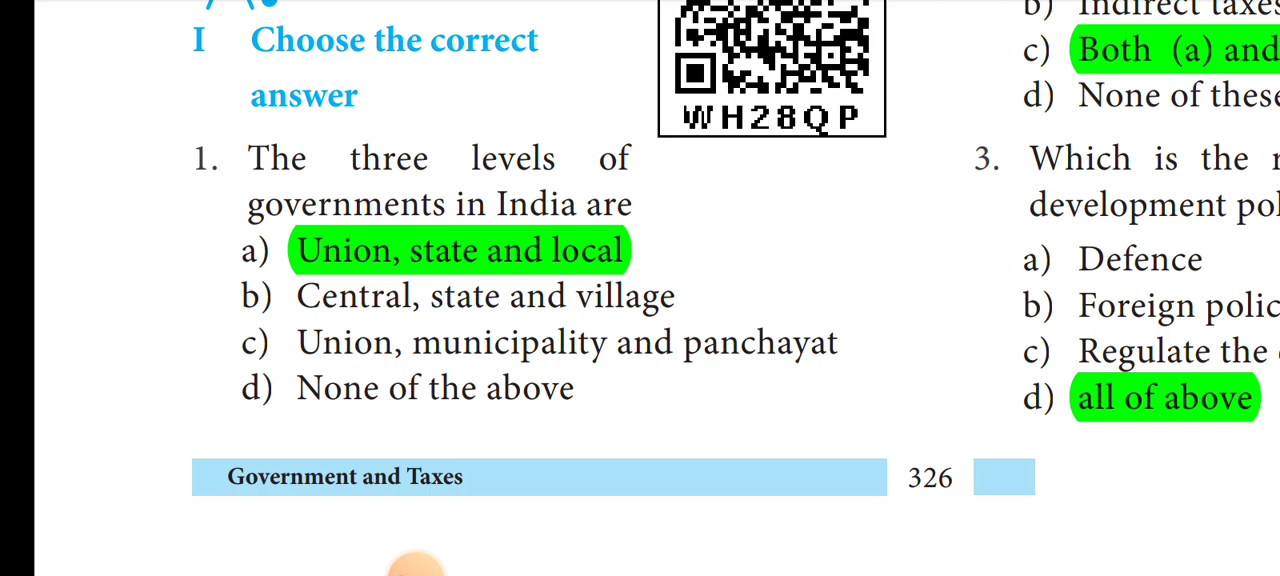 I Choose the correct
answer
WH28QP
1. The three levels of
governments in India are
a) Union, state and local
b) Central, state and village
c) Union, municipality and panchayat
d) None of the above
b) Indirect taxes
c) Both (a) and
d) None of these
3. Which is the
development
a) Defence
b) Foreign
c) Regulate the
d) all of above
Government and Taxes 326